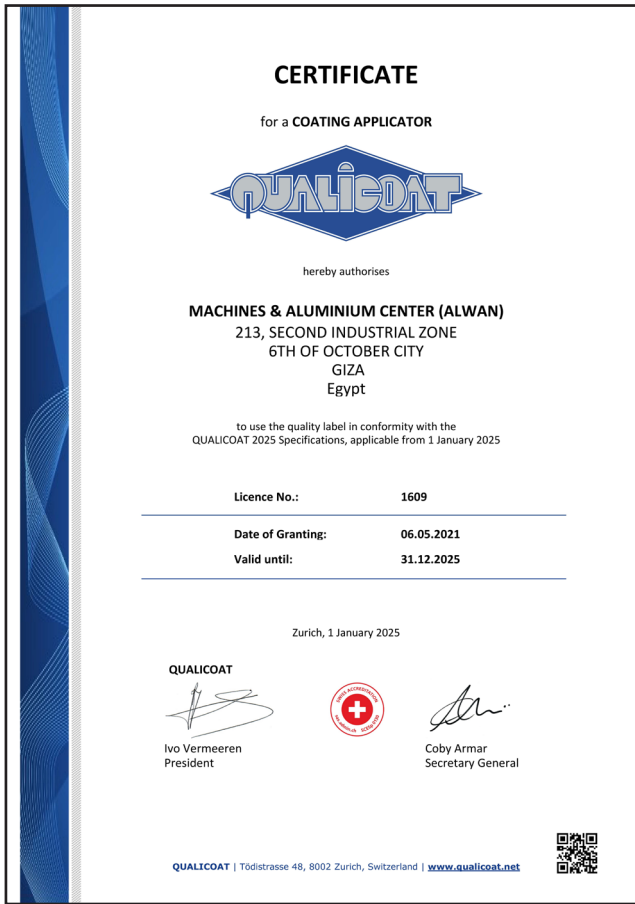 CERTIFICATE
for a COATING APPLICATOR
QUALICOAT
hereby authorises
MACHINES & ALUMINIUM CENTER (ALWAN)
213, SECOND INDUSTRIAL ZONE
6TH OF OCTOBER CITY
GIZA
Egypt
to use the quality label in conformity with the
QUALICOAT 2025 Specifications, applicable from 1 January 2025
Licence No.: 1609
Date of Granting: 06.05.2021
Valid until: 31.12.2025
Zurich, 1 January 2025
QUALICOAT
SWISS ACCREDITATION
Ivo Vermeeren
President
Coby Armar
Secretary General
QUALICOAT | Tödistrasse 48, 8002 Zurich, Switzerland | www.qualicoat.net